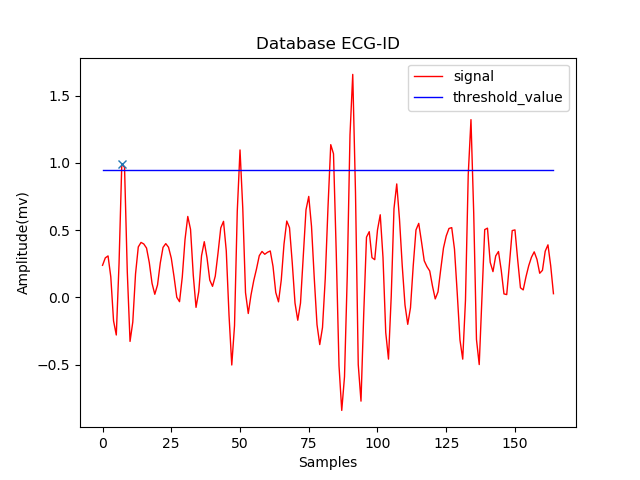 Database ECG-ID
signal
threshold_value
1.5
1.0
0.5
0.0
−0.5
Amplitude(mv)
0 25 50 75 100 125 150
Samples